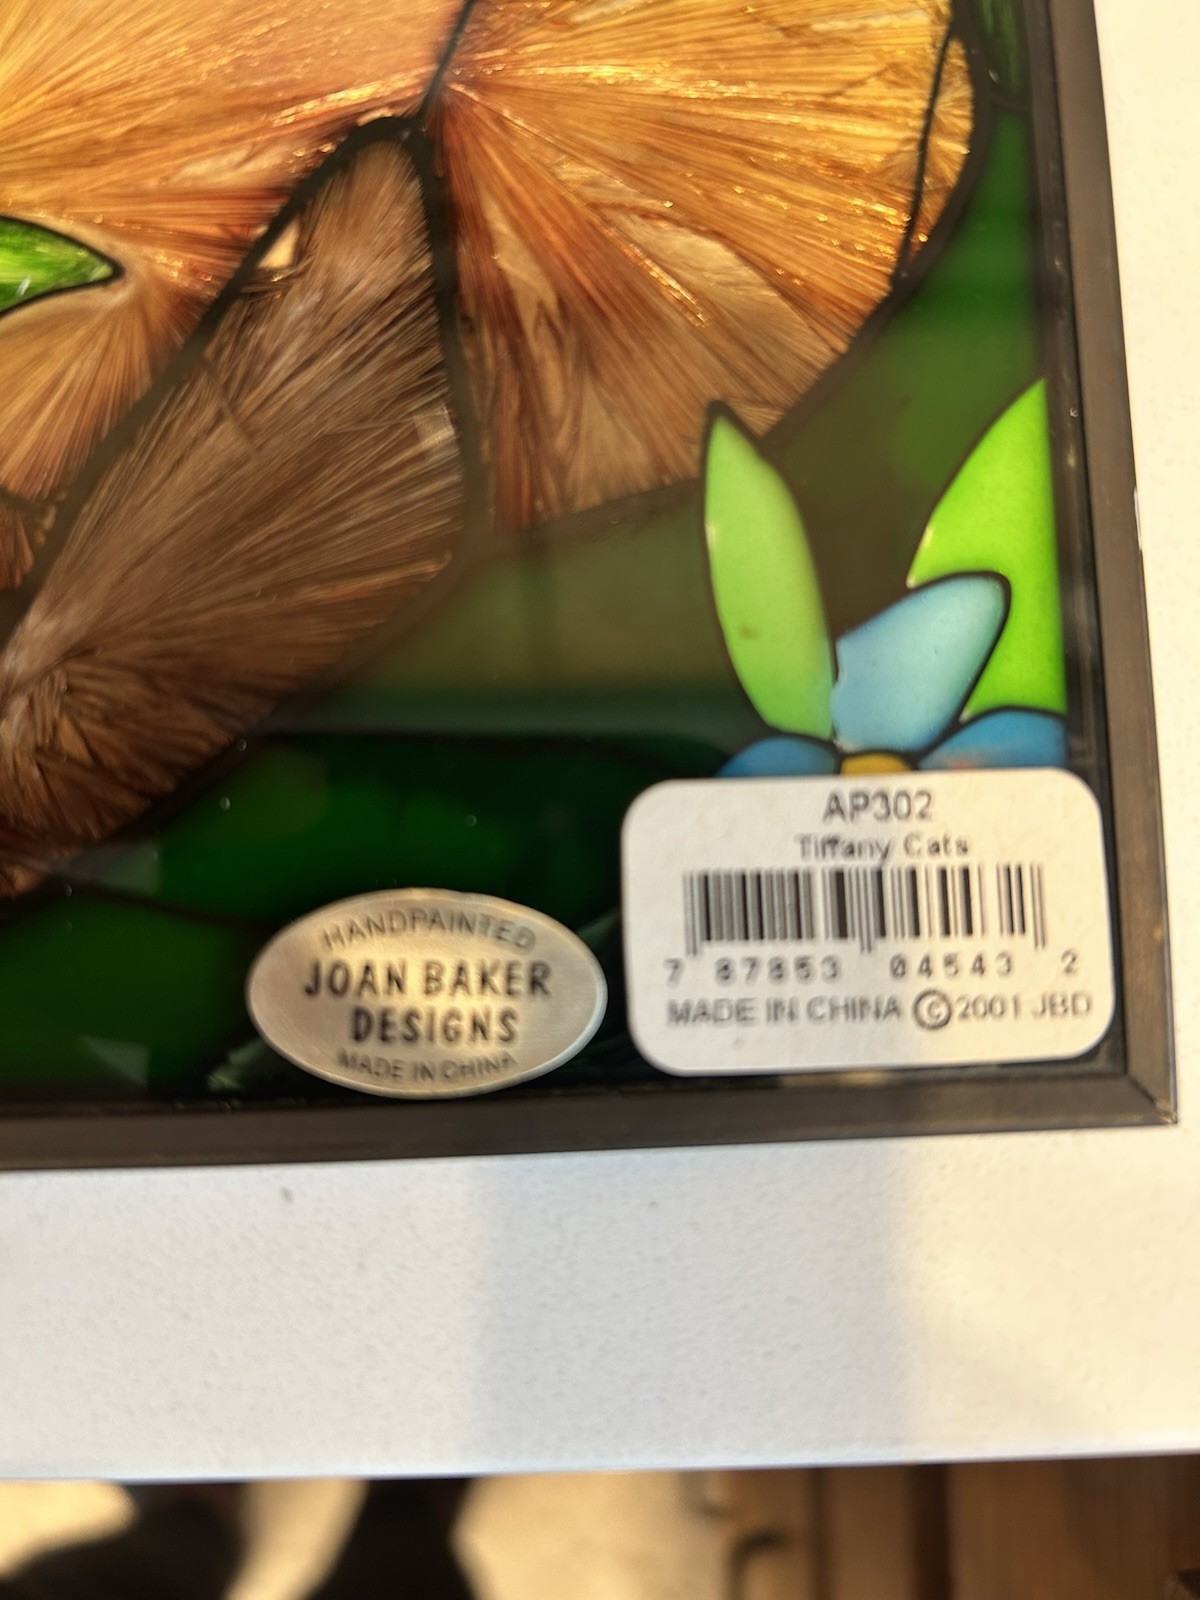 AP302
Tiffany Cats
7 87853 04543 2
MADE IN CHINA ©2001 JBD
HANDPAINTED
JOAN BAKER
DESIGNS
MADE IN CHINA